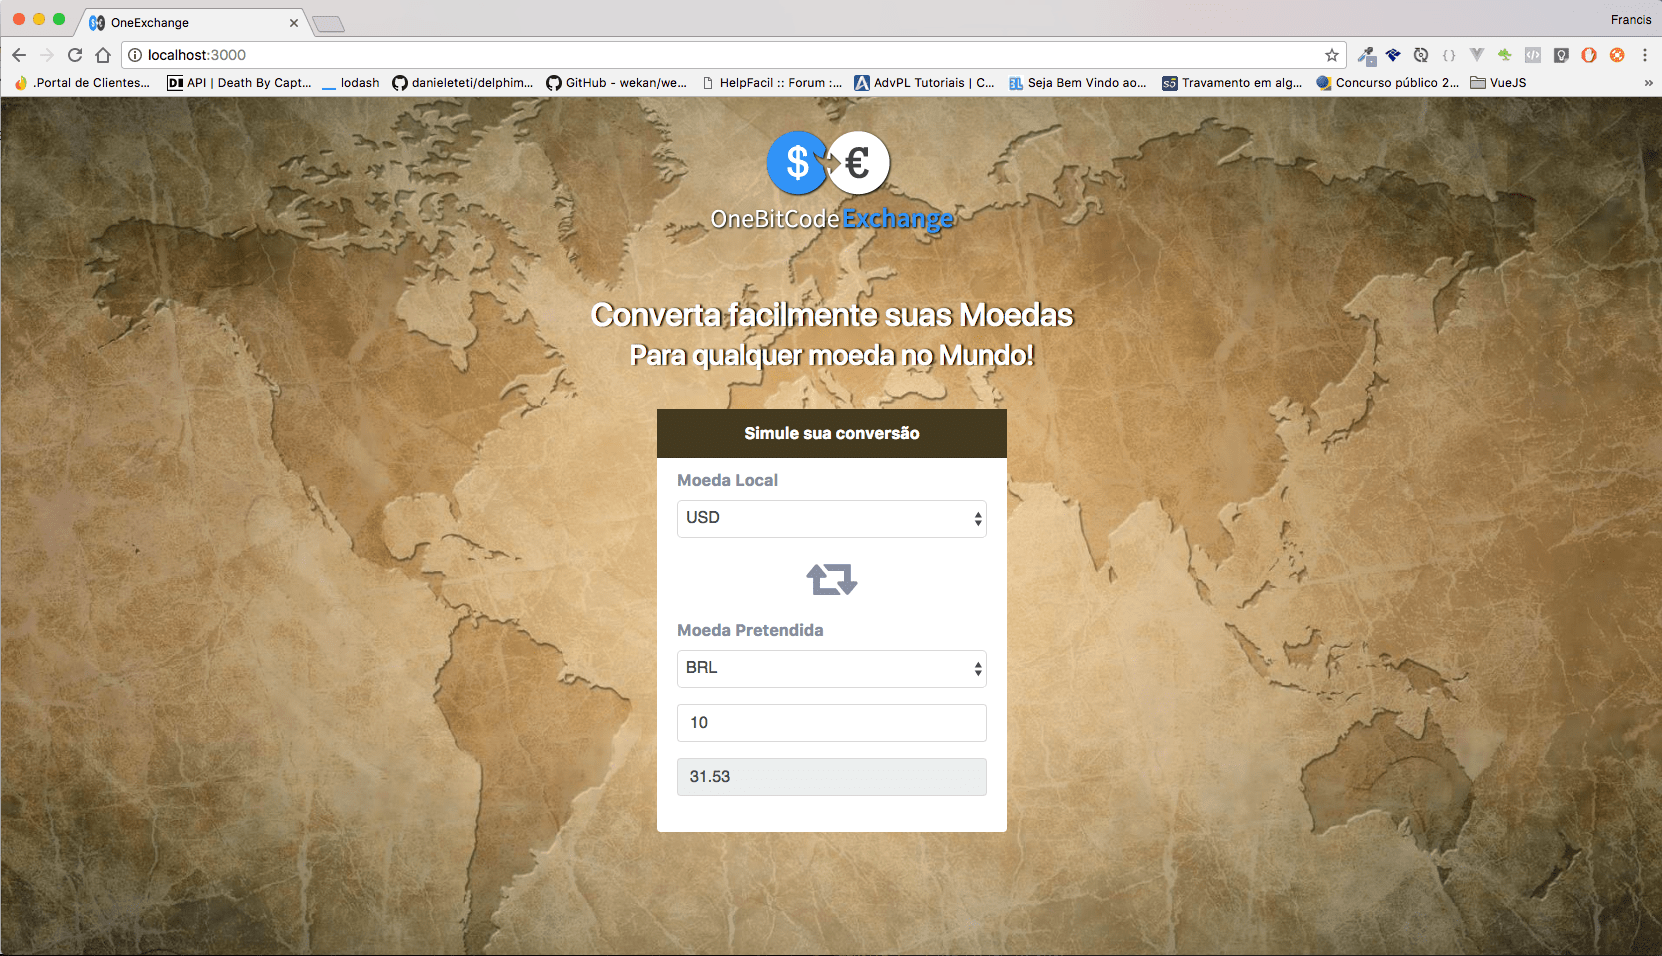 OneExchange
Francis
localhost:3000
.Portal de Clientes...
DE API | Death By Capt...
lodash
danieleteti/delphim...
GitHub - wekan/we...
HelpFacil :: Forum :...
AdvPL Tutoriais | C...
Seja Bem Vindo ao...
Travamento em alg...
Concurso público 2...
VueJS
»
$ €
OneBitCodeExchange
Converta facilmente suas Moedas
Para qualquer moeda no Mundo!
Simule sua conversão
Moeda Local
USD
Moeda Pretendida
BRL
10
31.53